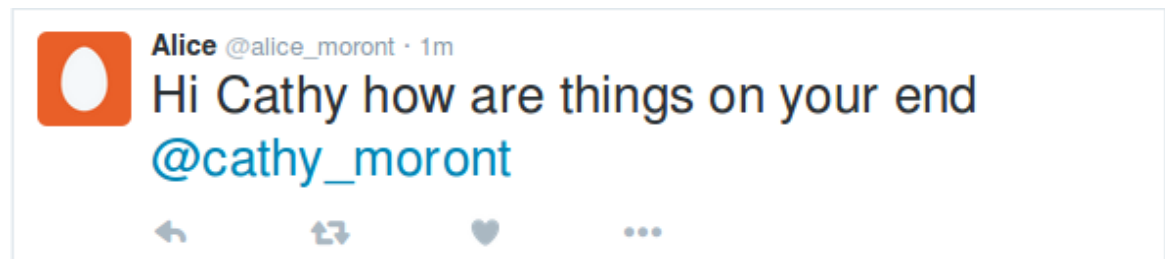 Alice @alice_moront · 1m
Hi Cathy how are things on your end
@cathy_moront